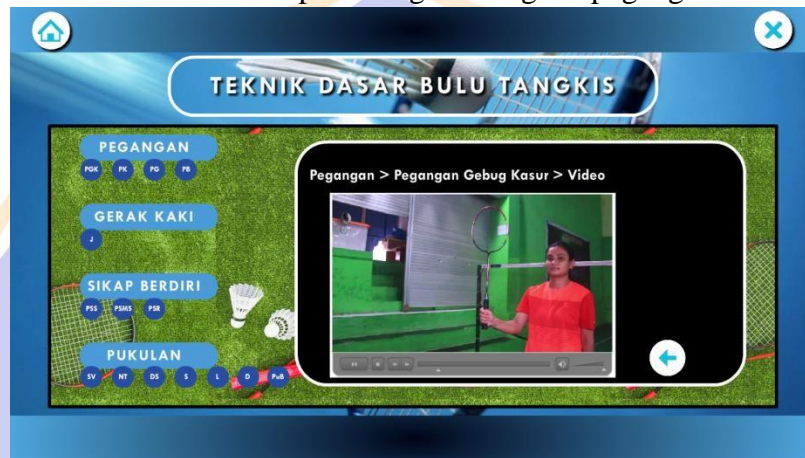 TEKNIK DASAR BULU TANGKIS
PEGANGAN
PGK PK PG PB
Pegangan > Pegangan Gebug Kasur > Video
GERAK KAKI
J
SIKAP BERDIRI
PSS PSMS PSR
PUKULAN
SV NT DS S L D PuB